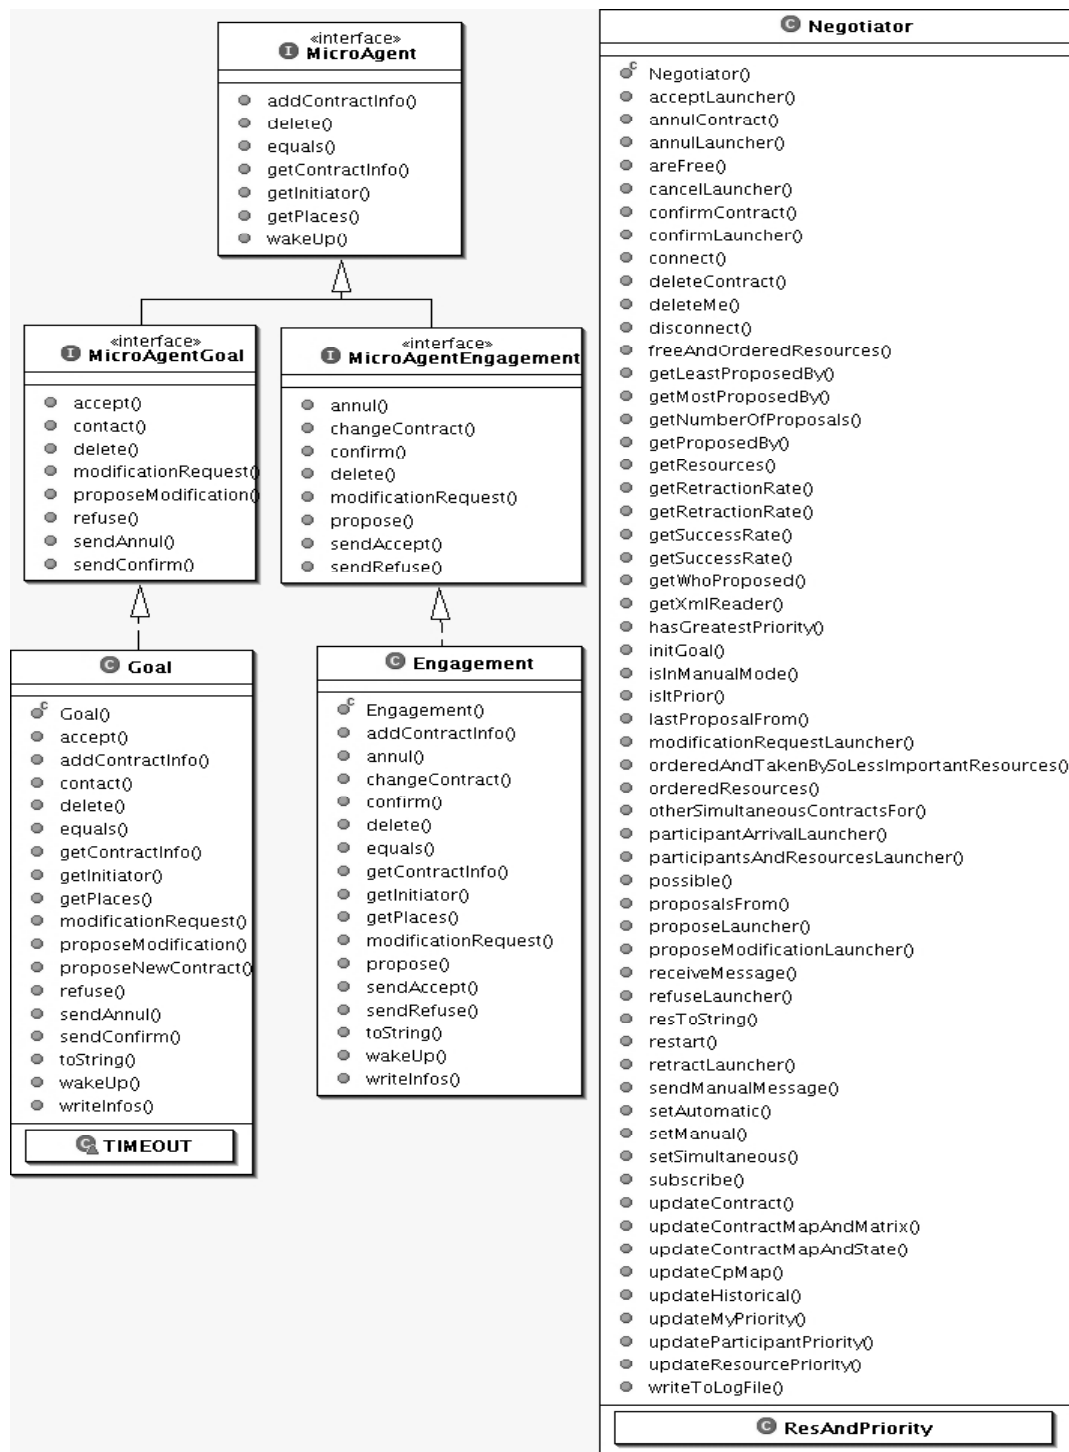 «interface»
MicroAgent
addContractInfo()
delete()
equals()
getContractInfo()
getInitiator()
getPlaces()
wakeUp()
«interface»
MicroAgentGoal
accept()
contact()
delete()
modificationRequest()
proposeModification()
refuse()
sendAnnul()
sendConfirm()
«interface»
MicroAgentEngagement
annul()
changeContract()
confirm()
delete()
modificationRequest()
propose()
sendAccept()
sendRefuse()
Goal
Goal()
accept()
addContractInfo()
contact()
delete()
equals()
getContractInfo()
getInitiator()
getPlaces()
modificationRequest()
proposeModification()
proposeNewContract()
refuse()
sendAnnul()
sendConfirm()
toString()
wakeUp()
writeInfos()
TIMEOUT
Engagement
Engagement()
addContractInfo()
annul()
changeContract()
confirm()
delete()
equals()
getContractInfo()
getInitiator()
getPlaces()
modificationRequest()
propose()
sendAccept()
sendRefuse()
toString()
wakeUp()
writeInfos()
Negotiator
Negotiator()
acceptLauncher()
annulContract()
annulLauncher()
areFree()
cancelLauncher()
confirmContract()
confirmLauncher()
connect()
deleteContract()
deleteMe()
disconnect()
freeAndOrderedResources()
getLeastProposedBy()
getMostProposedBy()
getNumberOfProposals()
getProposedBy()
getResources()
getRetractionRate()
getRetractionRate()
getSuccessRate()
getSuccessRate()
getWhoProposed()
getXmlReader()
hasGreatestPriority()
initGoal()
isInManualMode()
isItPrior()
lastProposalFrom()
modificationRequestLauncher()
orderedAndTakenBySoLessImportantResources()
orderedResources()
otherSimultaneousContractsFor()
participantArrivalLauncher()
participantsAndResourcesLauncher()
possible()
proposalsFrom()
proposeLauncher()
proposeModificationLauncher()
receiveMessage()
refuseLauncher()
resToString()
restart()
retractLauncher()
sendManualMessage()
setAutomatic()
setManual()
setSimultaneous()
subscribe()
updateContract()
updateContractMapAndMatrix()
updateContractMapAndState()
updateCpMap()
updateHistorical()
updateMyPriority()
updateParticipantPriority()
updateResourcePriority()
writeToLogFile()
ResAndPriority